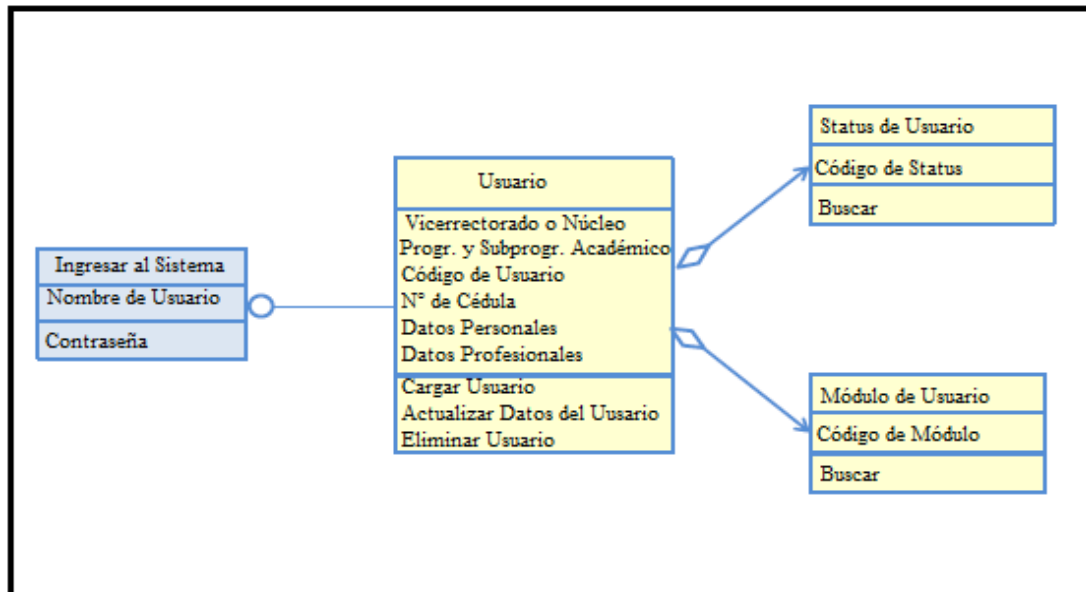 Ingresar al Sistema
Nombre de Usuario
Contraseña
Usuario
Vicerrectorado o Núcleo
Progr. y Subprogr. Académico
Código de Usuario
N° de Cédula
Datos Personales
Datos Profesionales
Cargar Usuario
Actualizar Datos del Uusario
Eliminar Usuario
Status de Usuario
Código de Status
Buscar
Módulo de Usuario
Código de Módulo
Buscar